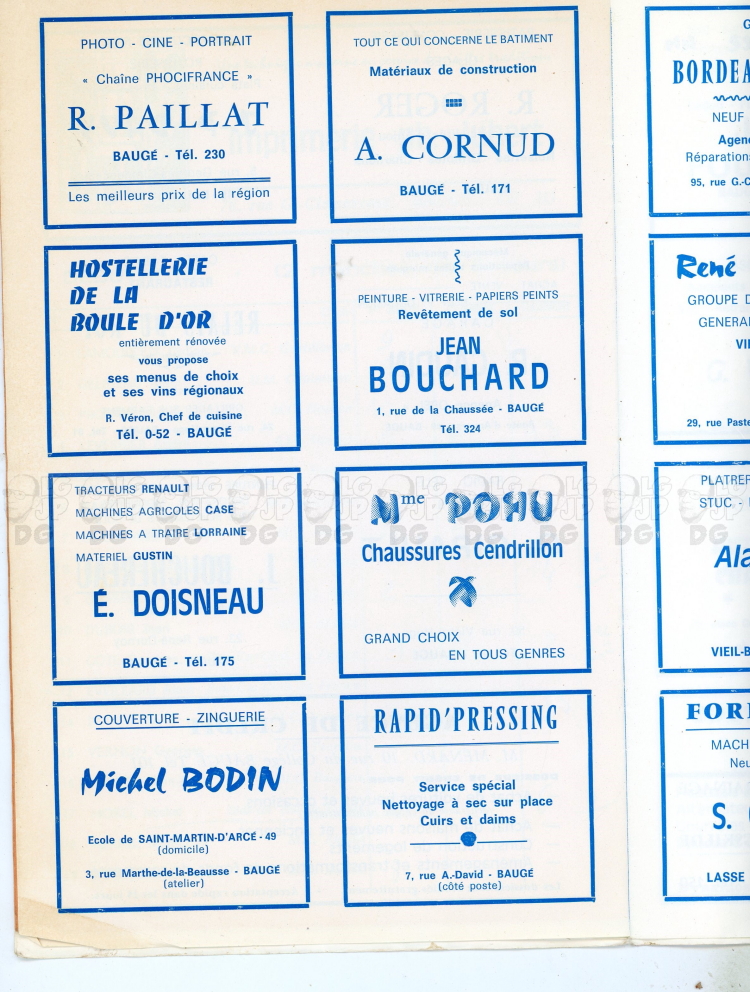 PHOTO - CINE - PORTRAIT
« Chaîne PHOCIFRANCE »
R. PAILLAT
BAUGÉ - Tél. 230
Les meilleurs prix de la région
TOUT CE QUI CONCERNE LE BATIMENT
Matériaux de construction
A. CORNUD
BAUGÉ - Tél. 171
HOSTELLERIE
DE LA
BOULE D'OR
entièrement rénovée
vous propose
ses menus de choix
et ses vins régionaux
R. Véron, Chef de cuisine
Tél. 0-52 - BAUGÉ
PEINTURE - VITRERIE - PAPIERS PEINTS
Revêtement de sol
JEAN
BOUCHARD
1, rue de la Chaussée - BAUGÉ
Tél. 324
TRACTEURS RENAULT
MACHINES AGRICOLES CASE
MACHINES A TRAIRE LORRAINE
MATERIEL GUSTIN
É. DOISNEAU
BAUGÉ - Tél. 175
Mme POHU
Chaussures Cendrillon
GRAND CHOIX
EN TOUS GENRES
COUVERTURE - ZINGUERIE
Michel BODIN
Ecole de SAINT-MARTIN-D'ARCÉ - 49
(domicile)
3, rue Marthe-de-la-Beausse - BAUGÉ
(atelier)
RAPID'PRESSING
Service spécial
Nettoyage à sec sur place
Cuirs et daims
7, rue A.-David - BAUGÉ
(côté poste)
G
BORDEA
NEUF
Agen
Réparations
95, rue G.-C
René
GROUPE D
GENERA
VI
29, rue Paste
PLATRE
STUC -
Ala
VIEIL-B
FOR
MACH
Neu
S.
LASSE